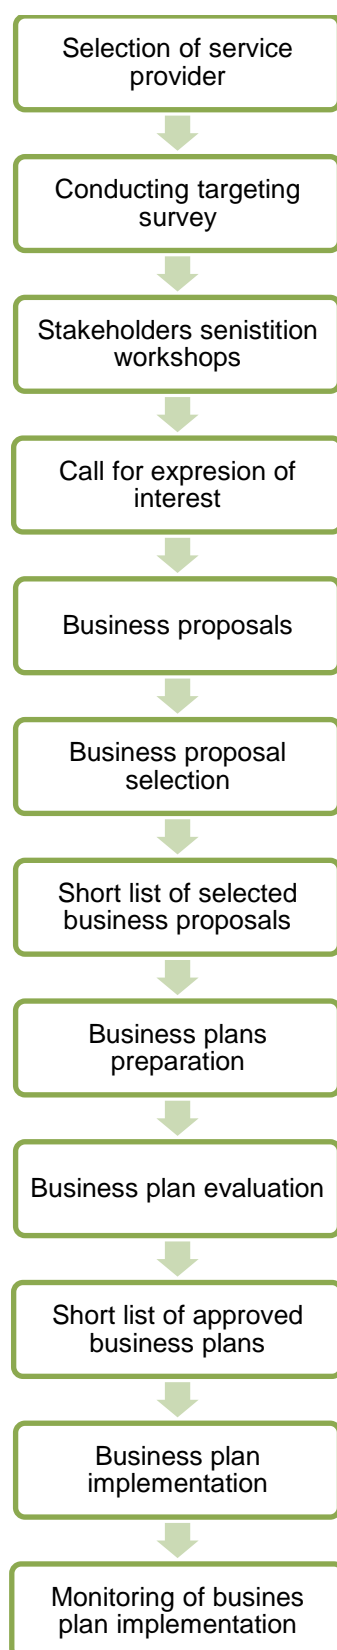 Selection of service
provider
Conducting targeting
survey
Stakeholders senistition
workshops
Call for expresion of
interest
Business proposals
Business proposal
selection
Short list of selected
business proposals
Business plans
preparation
Business plan evaluation
Short list of approved
business plans
Business plan
implementation
Monitoring of busines
plan implementation